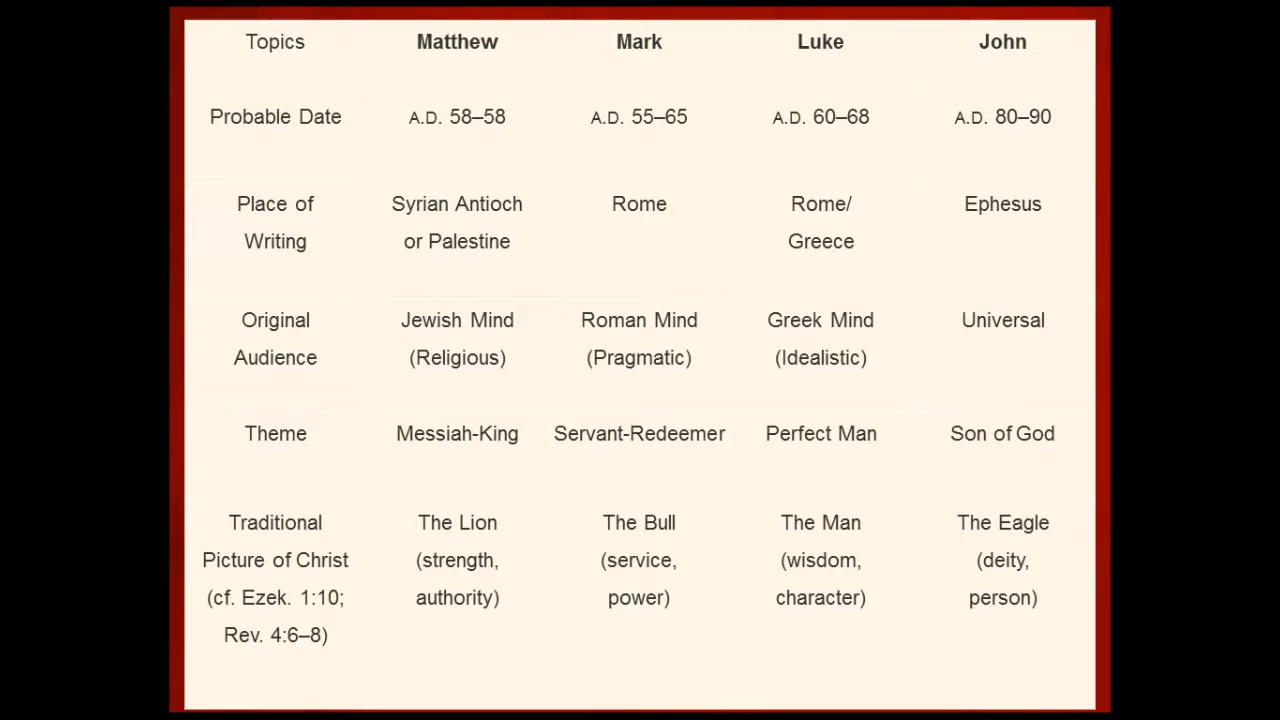 Topics Matthew Mark Luke John
Probable Date A.D. 58–58 A.D. 55–65 A.D. 60–68 A.D. 80–90
Place of Syrian Antioch Rome Rome/ Ephesus
Writing or Palestine Greece
Original Jewish Mind Roman Mind Greek Mind Universal
Audience (Religious) (Pragmatic) (Idealistic)
Theme Messiah-King Servant-Redeemer Perfect Man Son of God
Traditional The Lion The Bull The Man The Eagle
Picture of Christ (strength, (service, (wisdom, (deity,
(cf. Ezek. 1:10; authority) power) character) person)
Rev. 4:6–8)